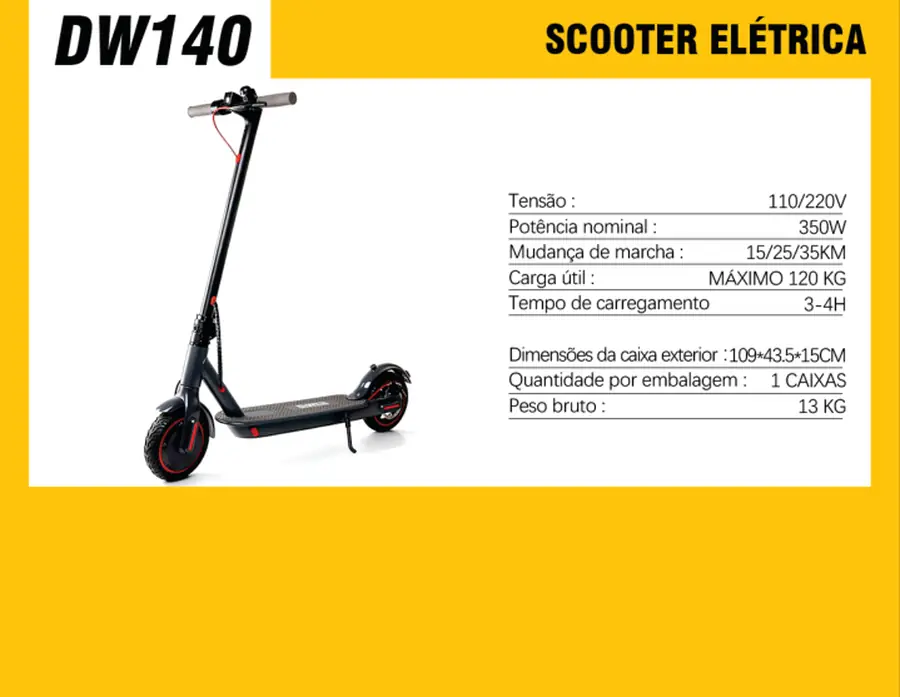 DW140
SCOOTER ELÉTRICA
Tensão : 110/220V
Potência nominal : 350W
Mudança de marcha : 15/25/35KM
Carga útil : MÁXIMO 120 KG
Tempo de carregamento 3-4H
Dimensões da caixa exterior : 109*43.5*15CM
Quantidade por embalagem : 1 CAIXAS
Peso bruto : 13 KG